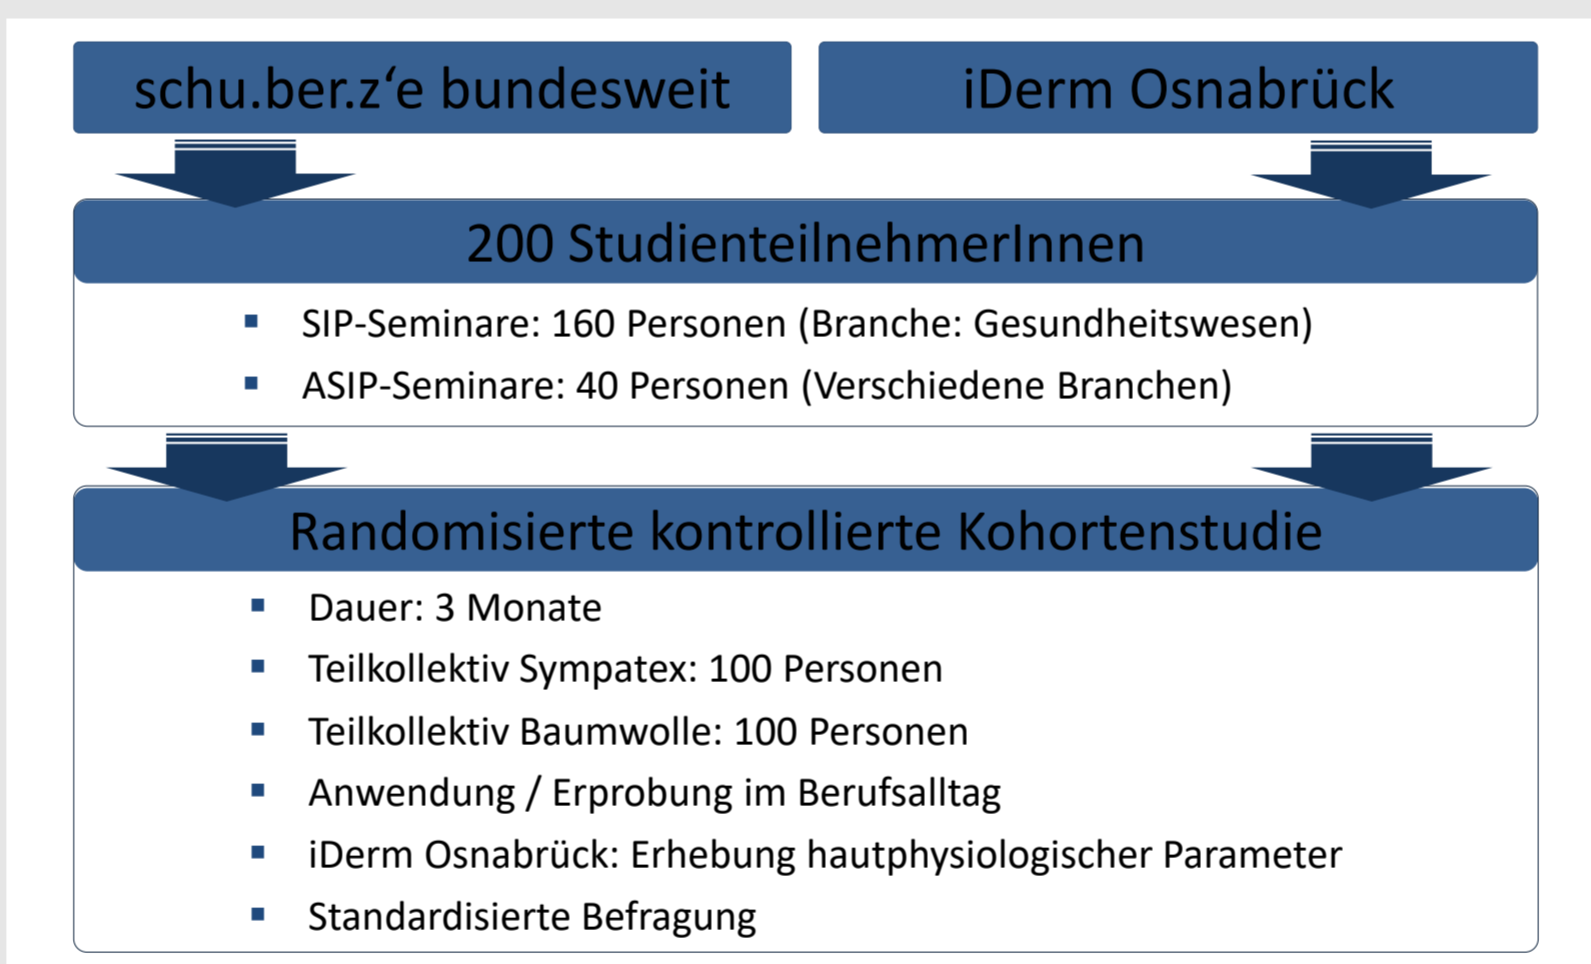 schu.ber.z‘e bundesweit
iDerm Osnabrück
200 StudienteilnehmerInnen
▪ SIP-Seminare: 160 Personen (Branche: Gesundheitswesen)
▪ ASIP-Seminare: 40 Personen (Verschiedene Branchen)
Randomisierte kontrollierte Kohortenstudie
▪ Dauer: 3 Monate
▪ Teilkollektiv Sympatex: 100 Personen
▪ Teilkollektiv Baumwolle: 100 Personen
▪ Anwendung / Erprobung im Berufsalltag
▪ iDerm Osnabrück: Erhebung hautphysiologischer Parameter
▪ Standardisierte Befragung